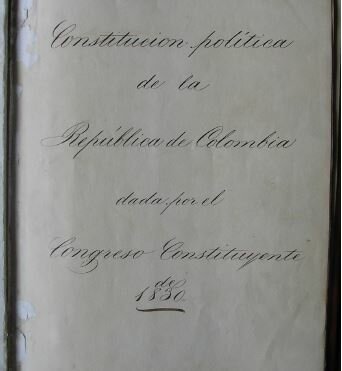 Constitucion política
de la
República de Colombia
dada por el
Congreso Constituyente
de
1830